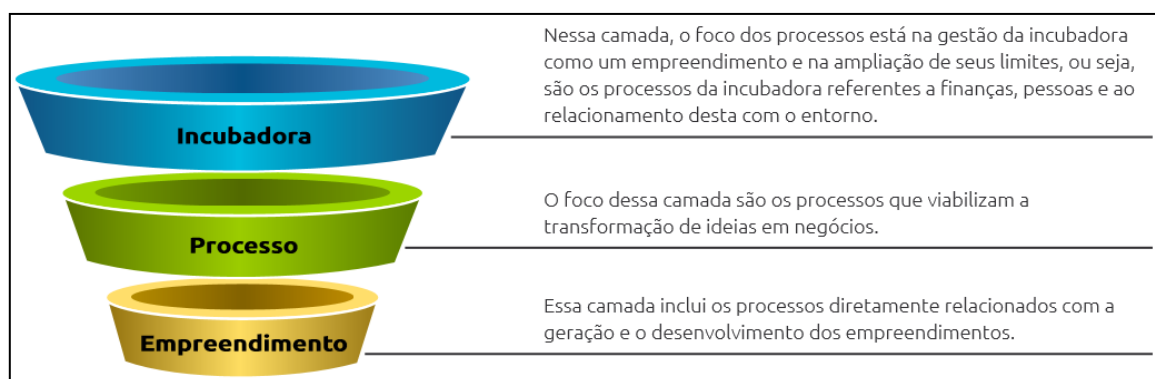 Nessa camada, o foco dos processos está na gestão da incubadora
como um empreendimento e na ampliação de seus limites, ou seja,
são os processos da incubadora referentes a finanças, pessoas e ao
relacionamento desta com o entorno.
Incubadora
O foco dessa camada são os processos que viabilizam a
transformação de ideias em negócios.
Processo
Essa camada inclui os processos diretamente relacionados com a
geração e o desenvolvimento dos empreendimentos.
Empreendimento